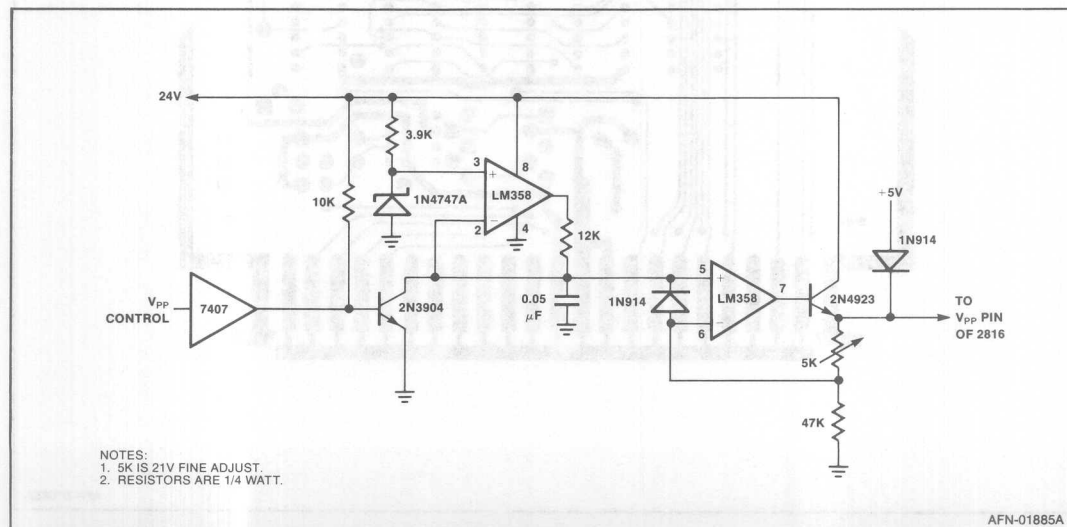 24V
3.9K
3
+
8
LM358
10K
1N4747A
−
2
4
12K
+5V
1N914
V_PP
CONTROL
7407
2N3904
0.05
μF
1N914
5
+
LM358
7
−
6
2N4923
TO
V_PP PIN
OF 2816
5K
47K
NOTES:
1. 5K IS 21V FINE ADJUST.
2. RESISTORS ARE 1/4 WATT.
AFN-01885A